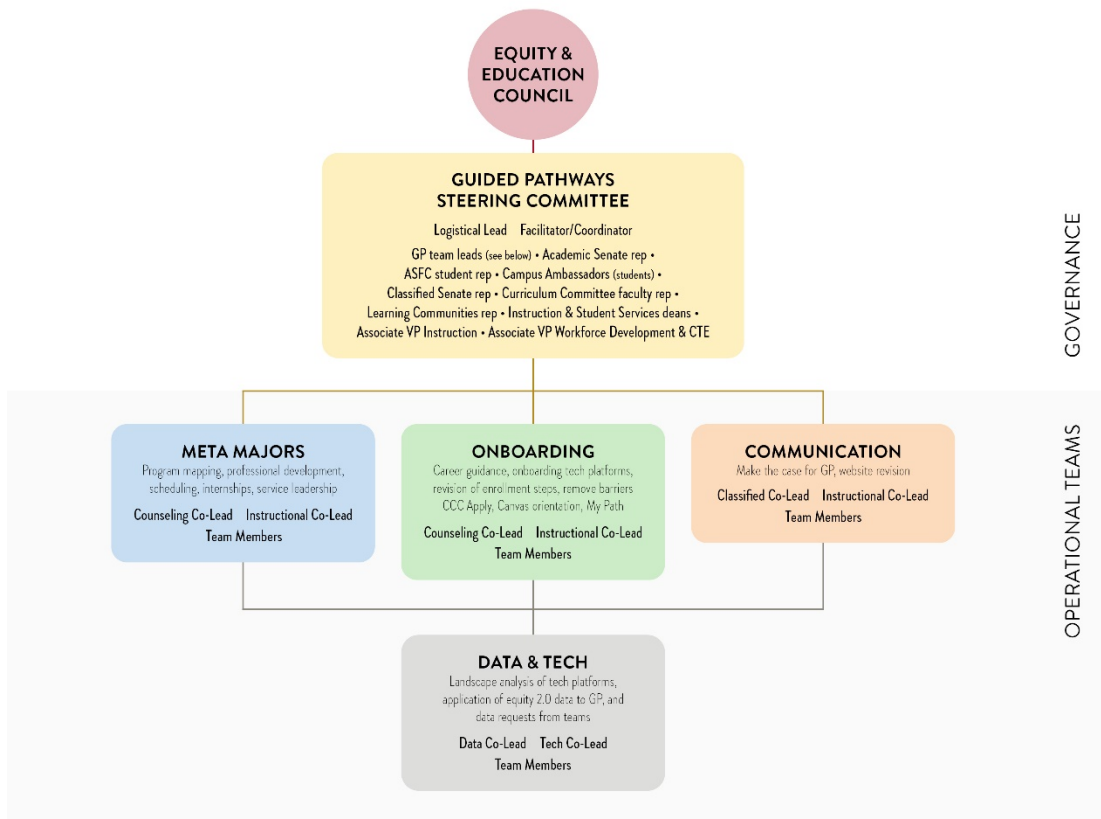 EQUITY &
EDUCATION
COUNCIL
GUIDED PATHWAYS
STEERING COMMITTEE
Logistical Lead Facilitator/Coordinator
GP team leads (see below) • Academic Senate rep •
ASFC student rep • Campus Ambassadors (students) •
Classified Senate rep • Curriculum Committee faculty rep •
Learning Communities rep • Instruction & Student Services deans •
Associate VP Instruction • Associate VP Workforce Development & CTE
GOVERNANCE
META MAJORS
Program mapping, professional development,
scheduling, internships, service leadership
Counseling Co-Lead Instructional Co-Lead
Team Members
ONBOARDING
Career guidance, onboarding tech platforms,
revision of enrollment steps, remove barriers
CCC Apply, Canvas orientation, My Path
Counseling Co-Lead Instructional Co-Lead
Team Members
COMMUNICATION
Make the case for GP, website revision
Classified Co-Lead Instructional Co-Lead
Team Members
OPERATIONAL TEAMS
DATA & TECH
Landscape analysis of tech platforms,
application of equity 2.0 data to GP, and
data requests from teams
Data Co-Lead Tech Co-Lead
Team Members